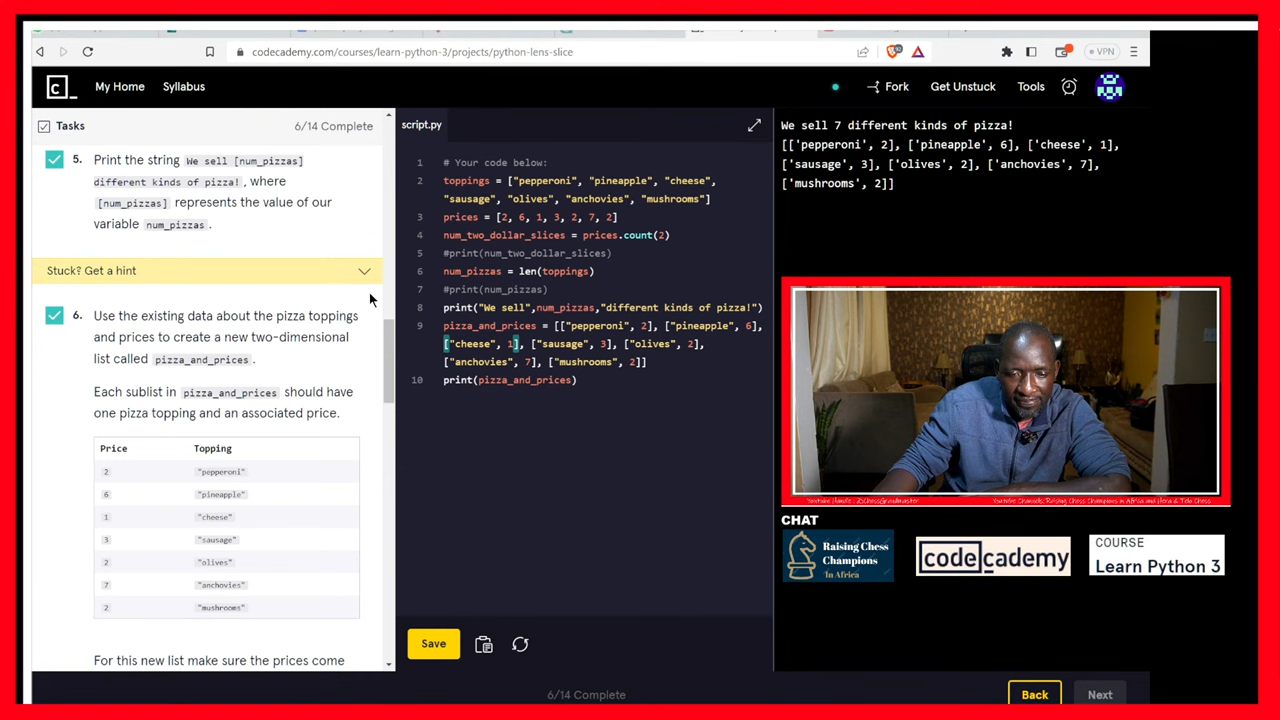 codecademy.com/courses/learn-python-3/projects/python-lens-slice
VPN
c_
My Home
Syllabus
Fork
Get Unstuck
Tools
Tasks
6/14 Complete
5. Print the string We sell [num_pizzas]
different kinds of pizza!, where
[num_pizzas] represents the value of our
variable num_pizzas.
Stuck? Get a hint
6. Use the existing data about the pizza toppings
and prices to create a new two-dimensional
list called pizza_and_prices.
Each sublist in pizza_and_prices should have
one pizza topping and an associated price.
Price Topping
2 "pepperoni"
6 "pineapple"
1 "cheese"
3 "sausage"
2 "olives"
7 "anchovies"
2 "mushrooms"
For this new list make sure the prices come
script.py
1 # Your code below:
2 toppings = ["pepperoni", "pineapple", "cheese",
"sausage", "olives", "anchovies", "mushrooms"]
3 prices = [2, 6, 1, 3, 2, 7, 2]
4 num_two_dollar_slices = prices.count(2)
5 #print(num_two_dollar_slices)
6 num_pizzas = len(toppings)
7 #print(num_pizzas)
8 print("We sell",num_pizzas,"different kinds of pizza!")
9 pizza_and_prices = [["pepperoni", 2], ["pineapple", 6],
["cheese", 1], ["sausage", 3], ["olives", 2],
["anchovies", 7], ["mushrooms", 2]]
10 print(pizza_and_prices)
Save
We sell 7 different kinds of pizza!
[['pepperoni', 2], ['pineapple', 6], ['cheese', 1],
['sausage', 3], ['olives', 2], ['anchovies', 7],
['mushrooms', 2]]
CHAT
Raising Chess
Champions
In Africa
codecademy
COURSE
Learn Python 3
6/14 Complete
Back
Next